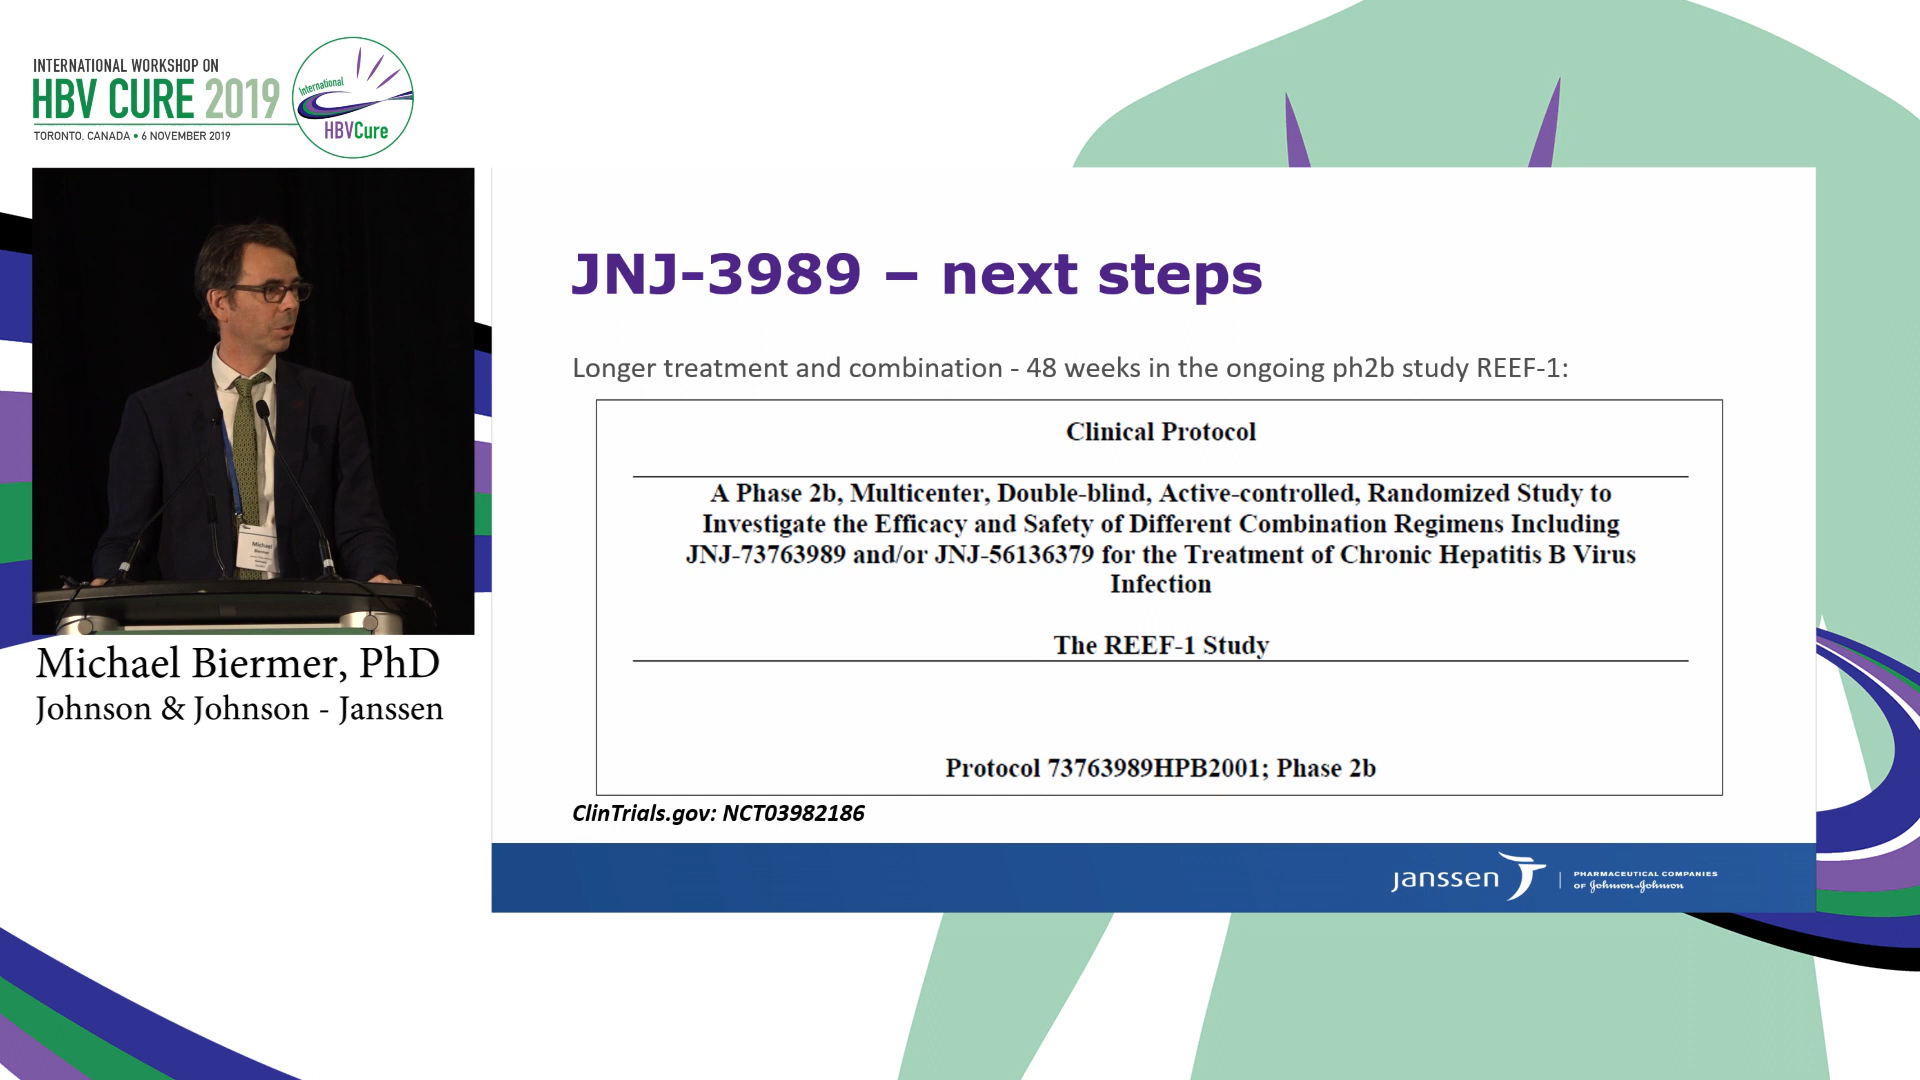 INTERNATIONAL WORKSHOP ON
HBV CURE 2019
TORONTO, CANADA • 6 NOVEMBER 2019
International
HBVCure
Michael
Biermer
Michael Biermer, PhD
Johnson & Johnson - Janssen
JNJ-3989 – next steps
Longer treatment and combination - 48 weeks in the ongoing ph2b study REEF-1:
Clinical Protocol
A Phase 2b, Multicenter, Double-blind, Active-controlled, Randomized Study to
Investigate the Efficacy and Safety of Different Combination Regimens Including
JNJ-73763989 and/or JNJ-56136379 for the Treatment of Chronic Hepatitis B Virus
Infection
The REEF-1 Study
Protocol 73763989HPB2001; Phase 2b
ClinTrials.gov: NCT03982186
janssen
PHARMACEUTICAL COMPANIES
OF Johnson & Johnson